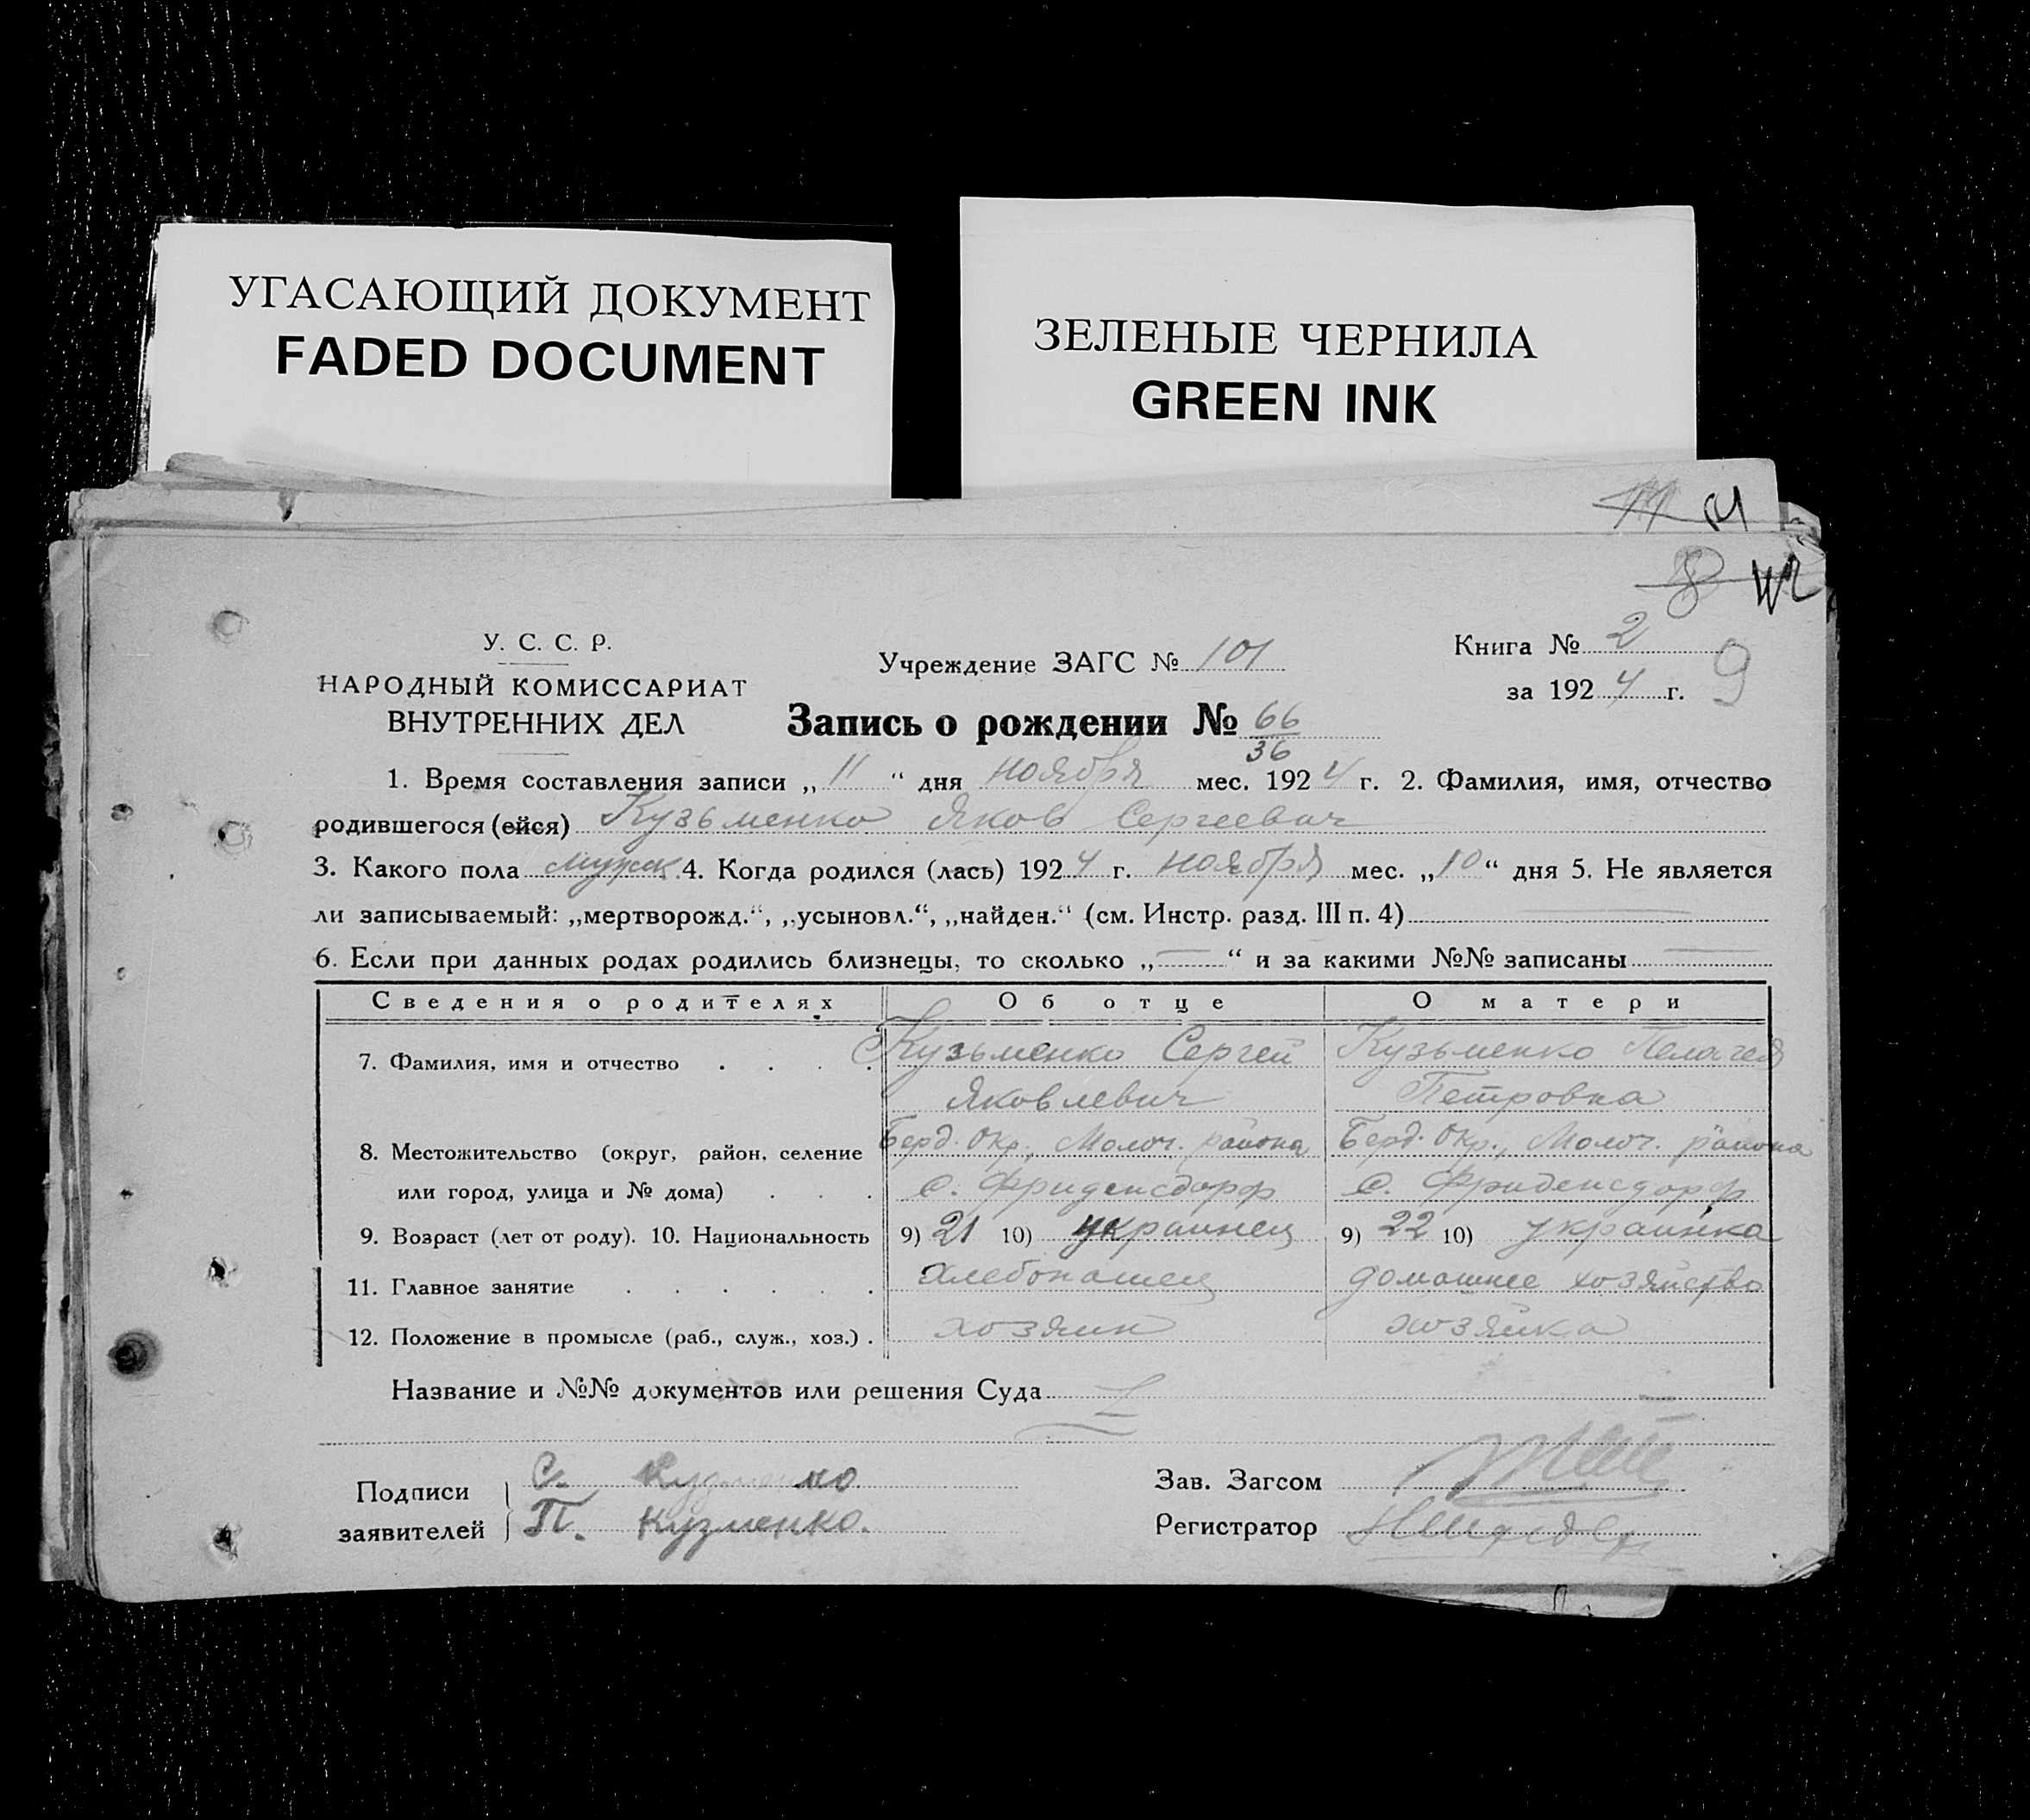 УГАСАЮЩИЙ ДОКУМЕНТ
FADED DOCUMENT
ЗЕЛЕНЫЕ ЧЕРНИЛА
GREEN INK
8
У. С. С. Р.
НАРОДНЫЙ КОМИССАРИАТ
ВНУТРЕННИХ ДЕЛ
Учреждение ЗАГС № 101
Книга № 2
за 1924 г. 9
Запись о рождении № 66
36
1. Время составления записи „11“ дня ноября мес. 1924 г. 2. Фамилия, имя, отчество
родившегося (ейся) Кузьменко Яков Сергеевич
3. Какого пола мужск. 4. Когда родился (лась) 1924 г. ноября мес. „10“ дня 5. Не является
ли записываемый: „мертворожд.“, „усыновл.“, „найден.“ (см. Инстр. разд. III п. 4)
6. Если при данных родах родились близнецы, то сколько „—“ и за какими №№ записаны —
Сведения о родителях Об отце О матери
7. Фамилия, имя и отчество . . . . Кузьменко Сергей Кузьменко Пелагея
Яковлевич Петровна
8. Местожительство (округ, район, селение Берд. Окр., Молоч. района Берд. Окр., Молоч. района
или город, улица и № дома) . . . с. Фриденсдорф с. Фриденсдорф
9. Возраст (лет от роду). 10. Национальность 9) 21 10) украинец 9) 22 10) украинка
11. Главное занятие . . . . . . хлебопашец домашнее хозяйство
12. Положение в промысле (раб., служ., хоз.) . хозяин хозяйка
Название и №№ документов или решения Суда
Подписи С. Кузменко
заявителей П. Кузменко.
Зав. Загсом
Регистратор